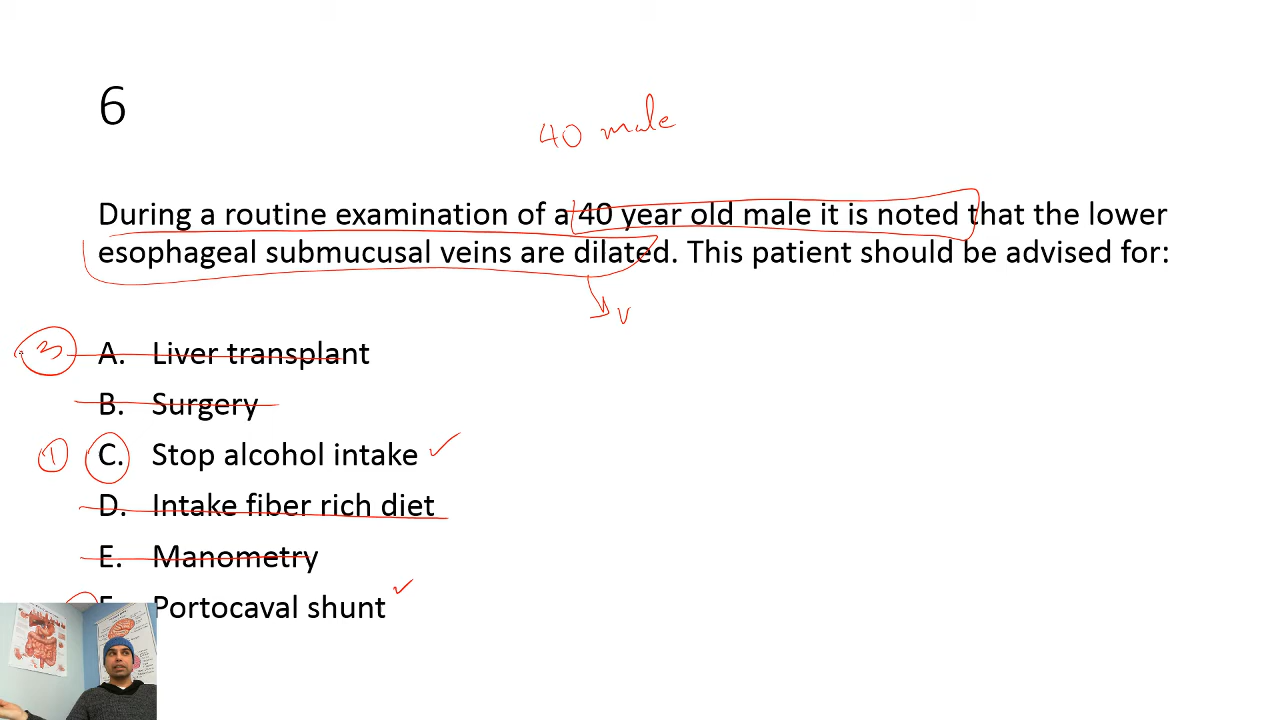 6
40 male
During a routine examination of a 40 year old male it is noted that the lower
esophageal submucusal veins are dilated. This patient should be advised for:
V
3 A. Liver transplant
B. Surgery
1 C. Stop alcohol intake
D. Intake fiber rich diet
E. Manometry
Portocaval shunt